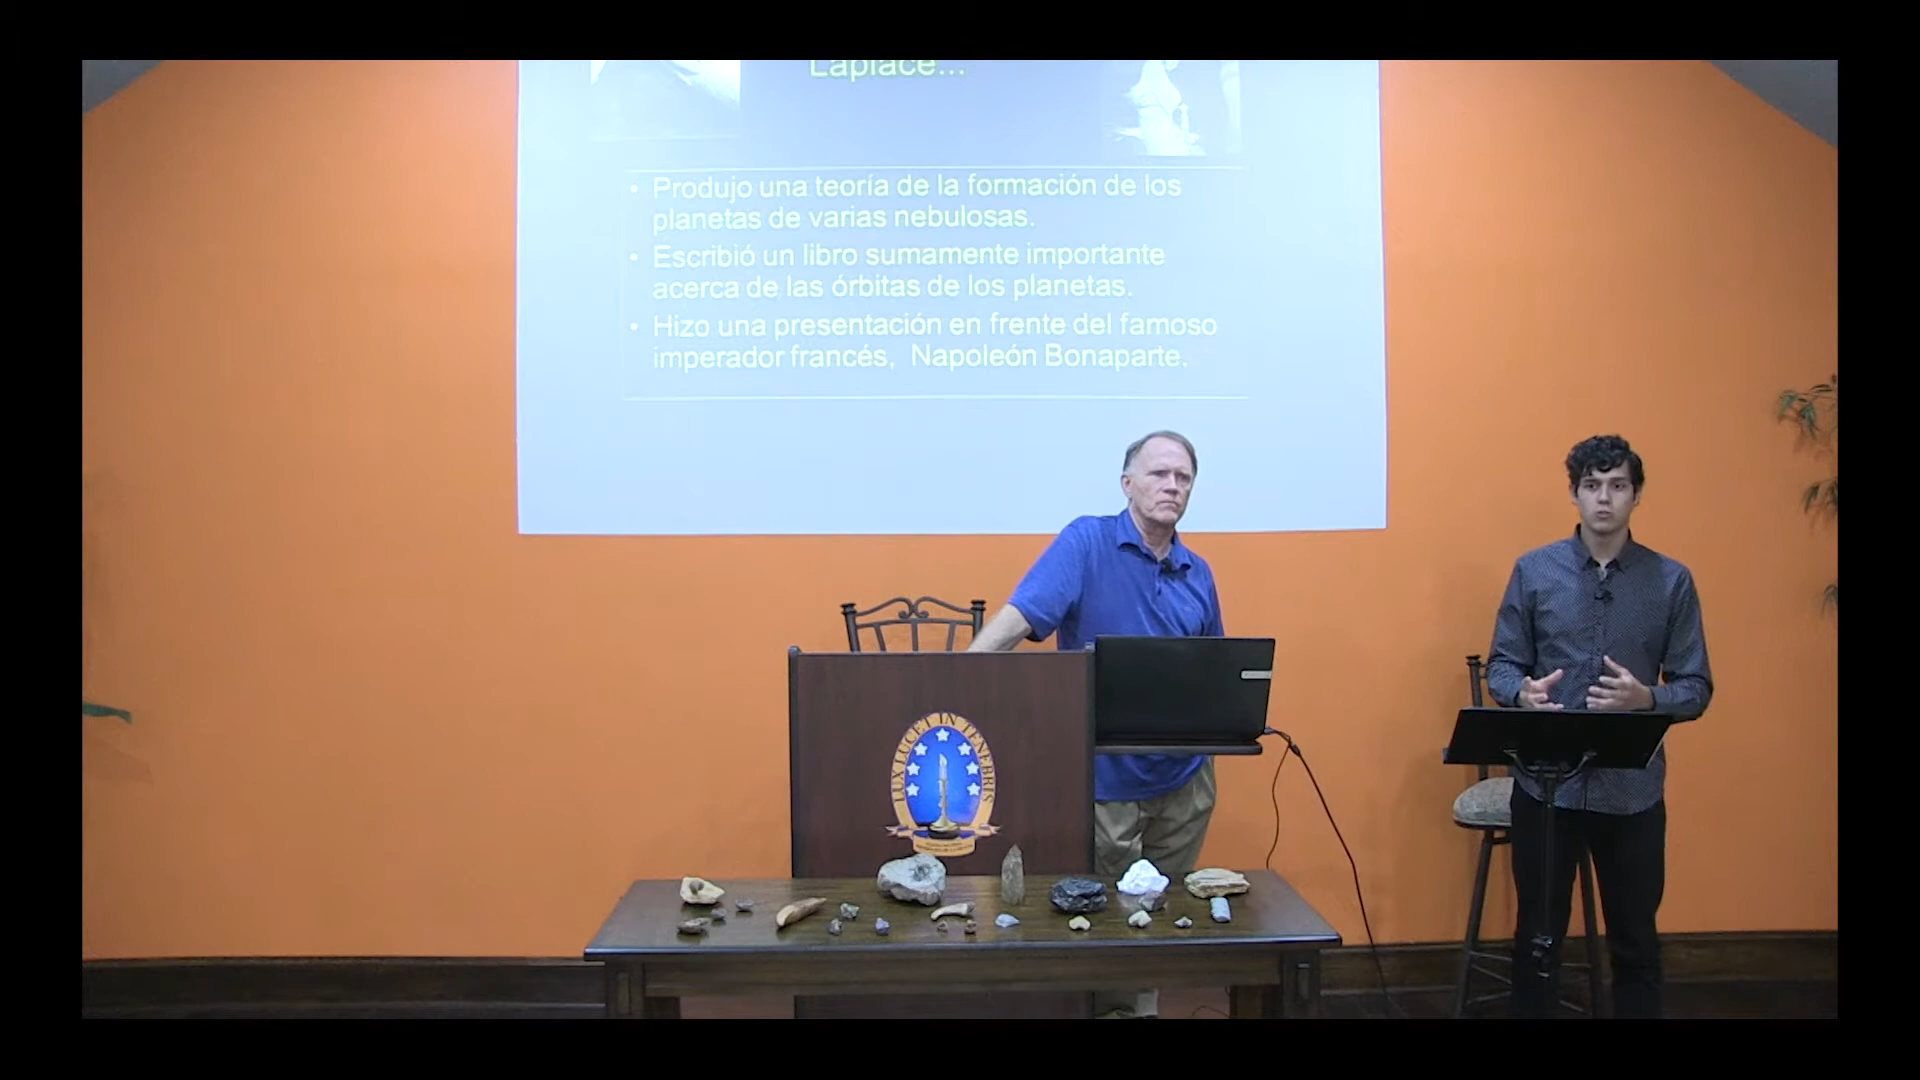 Laplace...
• Produjo una teoría de la formación de los
planetas de varias nebulosas.
• Escribió un libro sumamente importante
acerca de las órbitas de los planetas.
• Hizo una presentación en frente del famoso
imperador francés, Napoleón Bonaparte.
LUX LUCET IN TENEBRIS